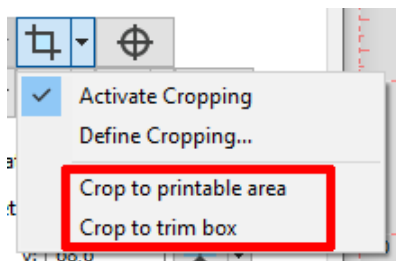 Activate Cropping
Define Cropping...
Crop to printable area
Crop to trim box